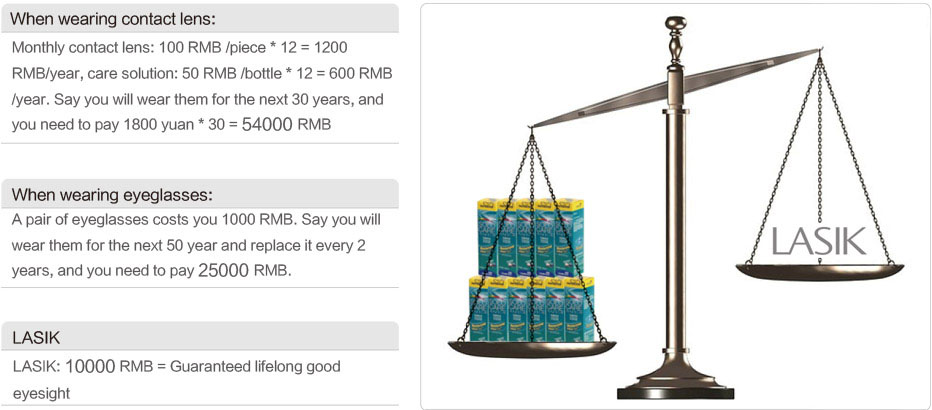 When wearing contact lens:
Monthly contact lens: 100 RMB /piece * 12 = 1200
RMB/year, care solution: 50 RMB /bottle * 12 = 600 RMB
/year. Say you will wear them for the next 30 years, and
you need to pay 1800 yuan * 30 = 54000 RMB
When wearing eyeglasses:
A pair of eyeglasses costs you 1000 RMB. Say you will
wear them for the next 50 year and replace it every 2
years, and you need to pay 25000 RMB.
LASIK
LASIK: 10000 RMB = Guaranteed lifelong good
eyesight
LASIK